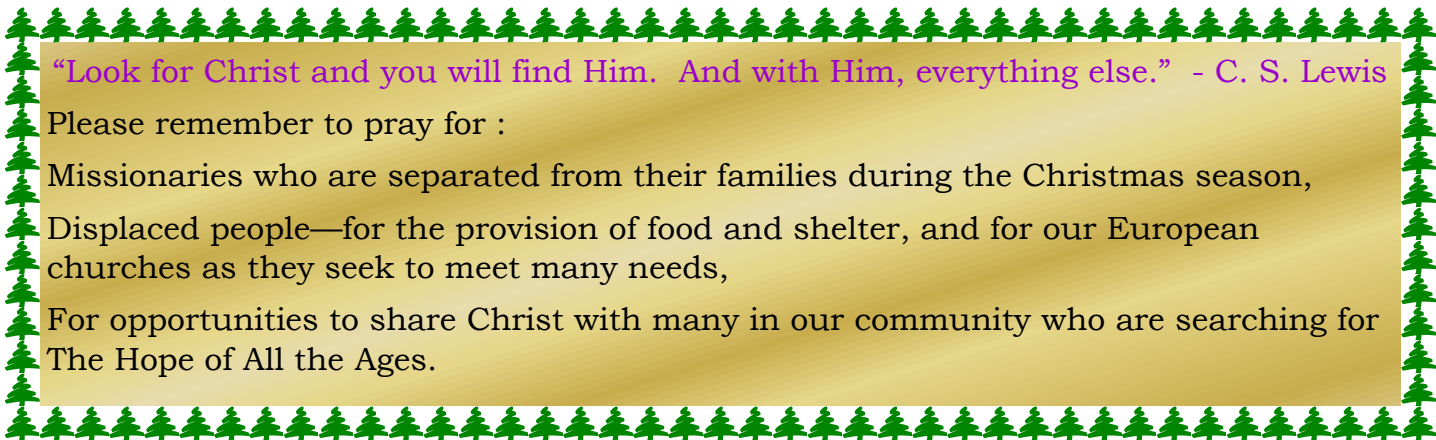 “Look for Christ and you will find Him.  And with Him, everything else.”  - C. S. Lewis
Please remember to pray for :
Missionaries who are separated from their families during the Christmas season,
Displaced people—for the provision of food and shelter, and for our European
churches as they seek to meet many needs,
For opportunities to share Christ with many in our community who are searching for
The Hope of All the Ages.